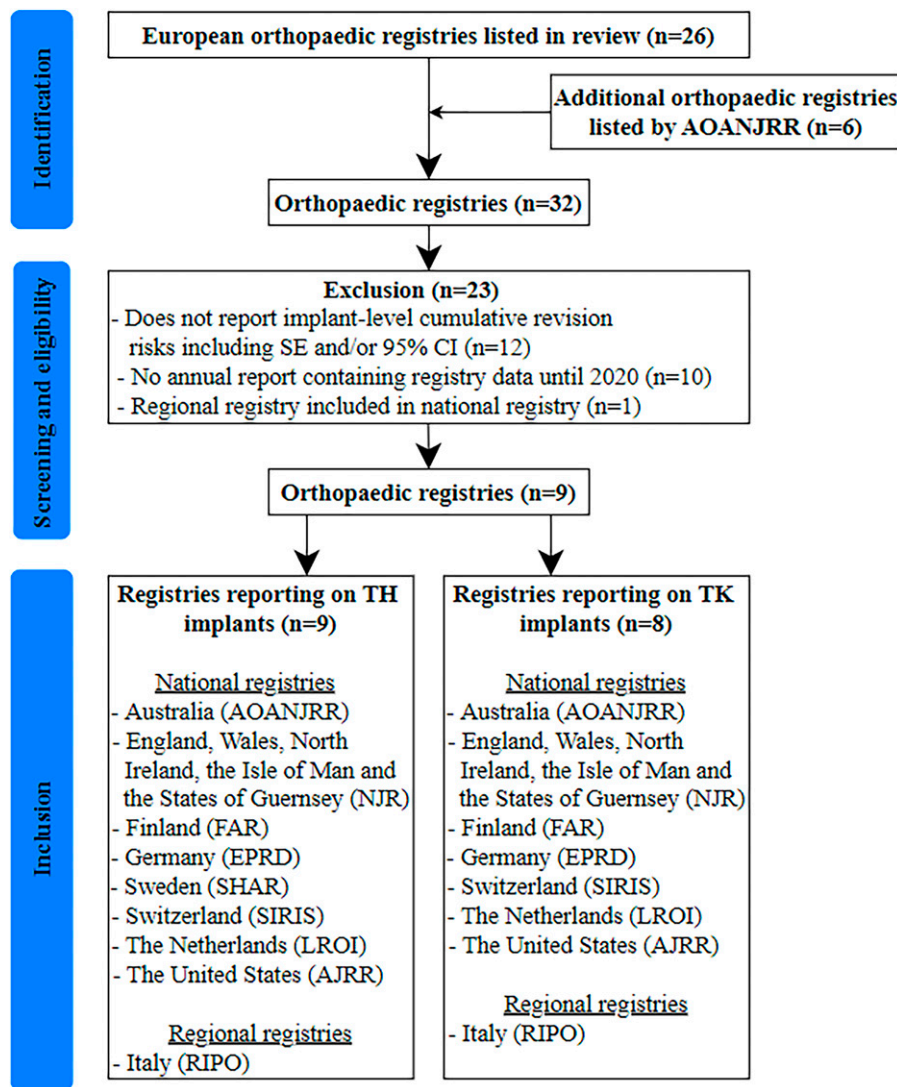 Identification
European orthopaedic registries listed in review (n=26)
Additional orthopaedic registries
listed by AOANJRR (n=6)
Orthopaedic registries (n=32)
Screening and eligibility
Exclusion (n=23)
- Does not report implant-level cumulative revision
risks including SE and/or 95% CI (n=12)
- No annual report containing registry data until 2020 (n=10)
- Regional registry included in national registry (n=1)
Orthopaedic registries (n=9)
Inclusion
Registries reporting on TH
implants (n=9)
National registries
- Australia (AOANJRR)
- England, Wales, North
Ireland, the Isle of Man and
the States of Guernsey (NJR)
- Finland (FAR)
- Germany (EPRD)
- Sweden (SHAR)
- Switzerland (SIRIS)
- The Netherlands (LROI)
- The United States (AJRR)
Regional registries
- Italy (RIPO)
Registries reporting on TK
implants (n=8)
National registries
- Australia (AOANJRR)
- England, Wales, North
Ireland, the Isle of Man and
the States of Guernsey (NJR)
- Finland (FAR)
- Germany (EPRD)
- Switzerland (SIRIS)
- The Netherlands (LROI)
- The United States (AJRR)
Regional registries
- Italy (RIPO)